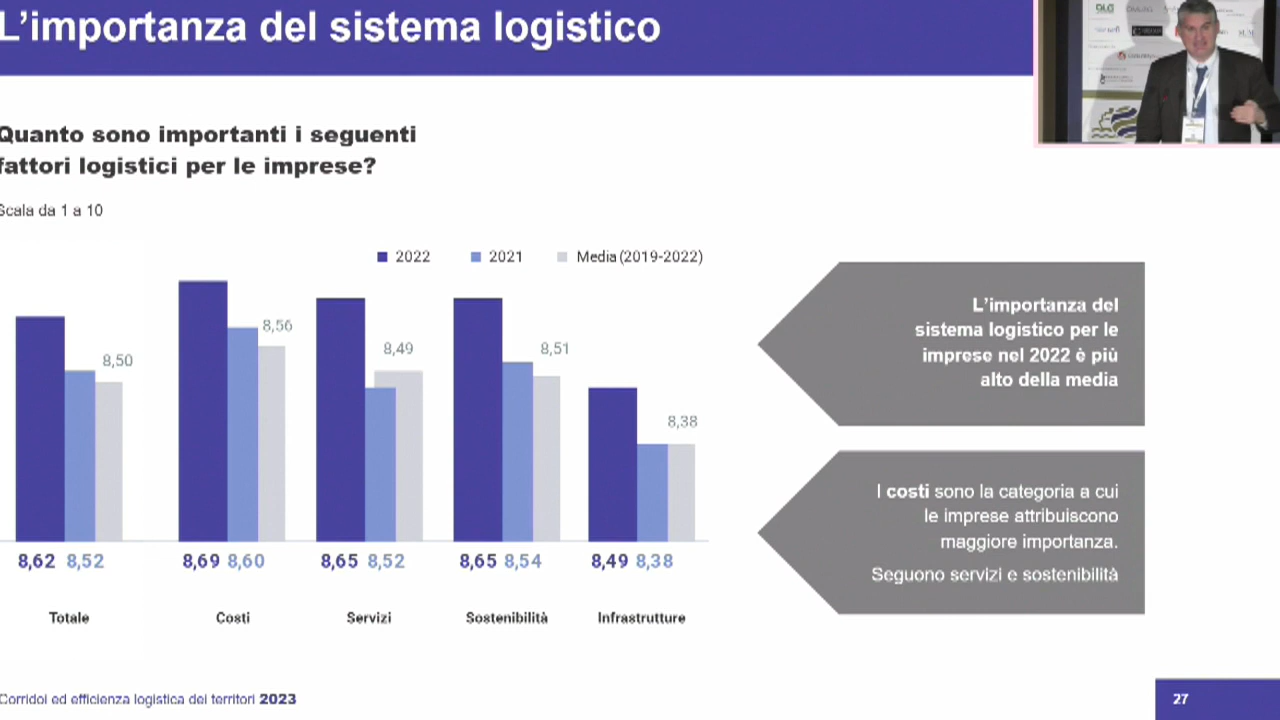 L'importanza del sistema logistico
Quanto sono importanti i seguenti
fattori logistici per le imprese?
Scala da 1 a 10
2022 2021 Media (2019-2022)
8,50
8,56
8,49
8,51
8,38
8,62 8,52
8,69 8,60
8,65 8,52
8,65 8,54
8,49 8,38
Totale
Costi
Servizi
Sostenibilità
Infrastrutture
L'importanza del
sistema logistico per le
imprese nel 2022 è più
alto della media
I costi sono la categoria a cui
le imprese attribuiscono
maggiore importanza.
Seguono servizi e sostenibilità
Corridoi ed efficienza logistica dei territori 2023
27